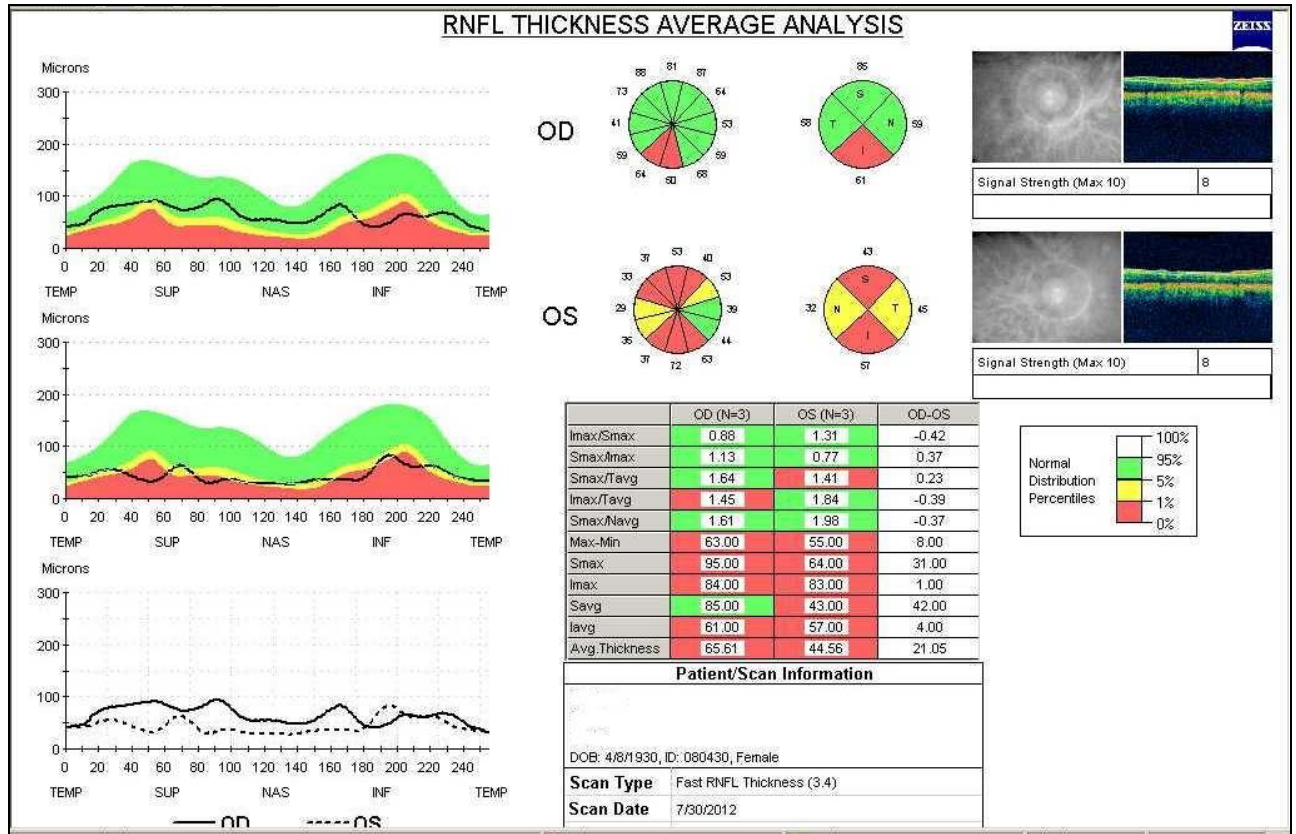 RNFL THICKNESS AVERAGE ANALYSIS
ZEISS
Microns
300
200
100
0
0 20 40 60 80 100 120 140 160 180 200 220 240
TEMP SUP NAS INF TEMP
Microns
300
200
100
0
0 20 40 60 80 100 120 140 160 180 200 220 240
TEMP SUP NAS INF TEMP
Microns
300
200
100
0
0 20 40 60 80 100 120 140 160 180 200 220 240
TEMP SUP NAS INF TEMP
OD OS
OD
88 81 87
73 64
41 53
59 59
64 50 68
85
S
58 T N 59
I
61
OS
37 53 40
33 53
29 39
35 44
37 72 63
43
S
32 N T 45
I
57
Signal Strength (Max 10) 8
Signal Strength (Max 10) 8
OD (N=3) OS (N=3) OD-OS
Imax/Smax 0.88 1.31 -0.42
Smax/Imax 1.13 0.77 0.37
Smax/Tavg 1.64 1.41 0.23
Imax/Tavg 1.45 1.84 -0.39
Smax/Navg 1.61 1.98 -0.37
Max-Min 63.00 55.00 8.00
Smax 95.00 64.00 31.00
Imax 84.00 83.00 1.00
Savg 85.00 43.00 42.00
Iavg 61.00 57.00 4.00
Avg.Thickness 65.61 44.56 21.05
Normal
Distribution
Percentiles
100%
95%
5%
1%
0%
Patient/Scan Information
DOB: 4/8/1930, ID: 080430, Female
Scan Type Fast RNFL Thickness (3.4)
Scan Date 7/30/2012